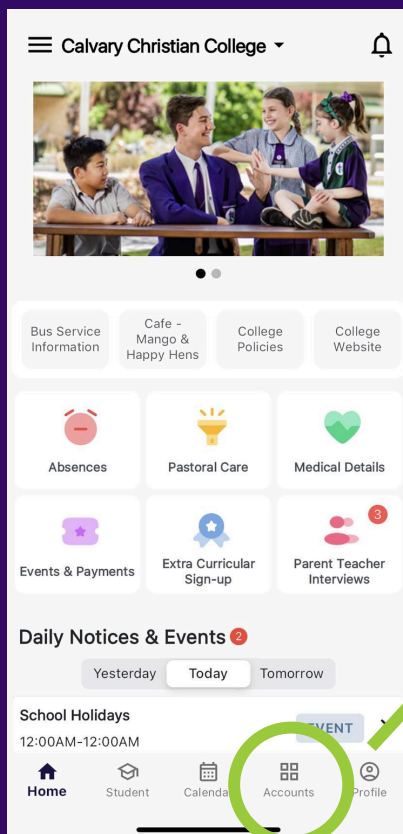 Calvary Christian College
Bus Service
Information
Cafe -
Mango &
Happy Hens
College
Policies
College
Website
Absences
Pastoral Care
Medical Details
Events & Payments
Extra Curricular
Sign-up
3
Parent Teacher
Interviews
Daily Notices & Events 2
Yesterday Today Tomorrow
School Holidays
EVENT
12:00AM-12:00AM
Home Student Calenda Accounts Profile